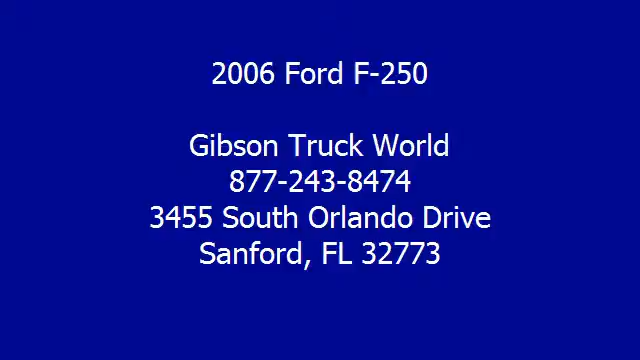 2006 Ford F-250
Gibson Truck World
877-243-8474
3455 South Orlando Drive
Sanford, FL 32773